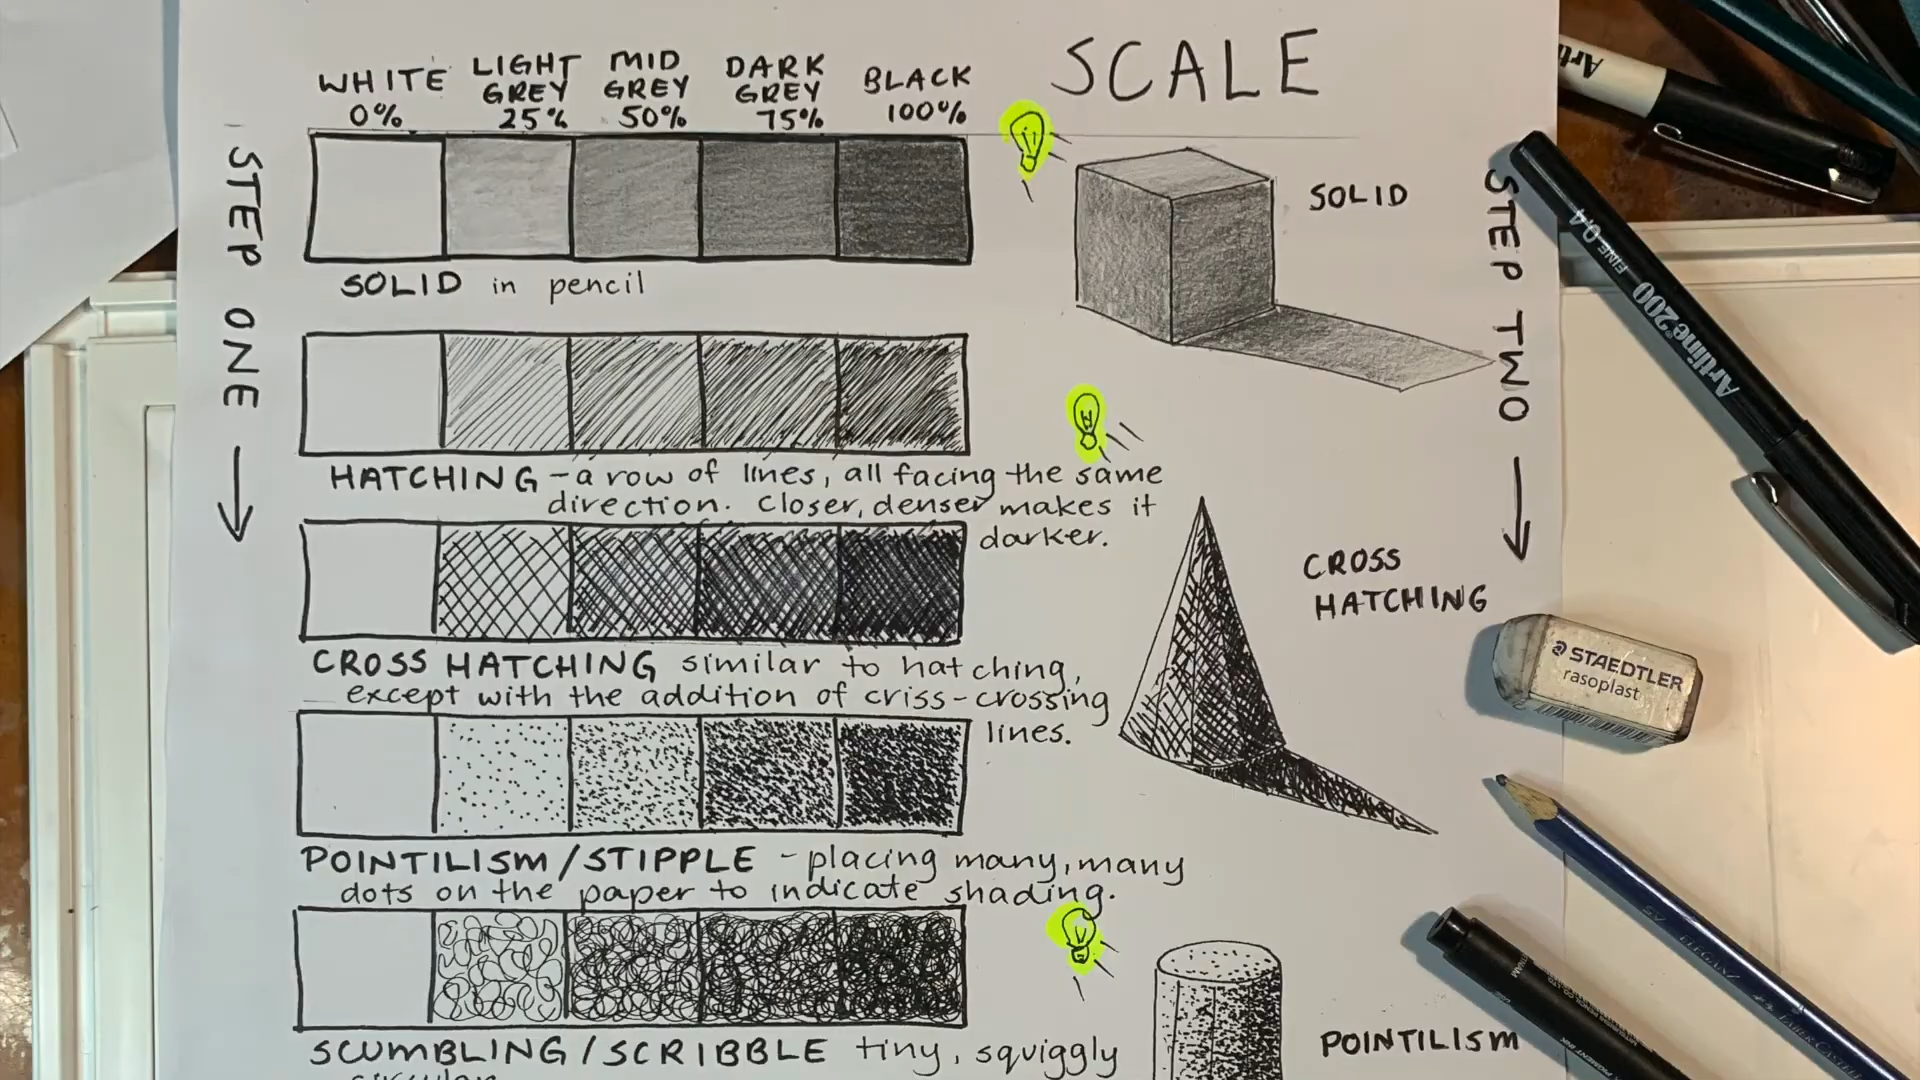 SCALE
WHITE
0%
LIGHT
GREY
25%
MID
GREY
50%
DARK
GREY
75%
BLACK
100%
STEP ONE
SOLID in pencil
HATCHING - a row of lines, all facing the same
direction. Closer, denser makes it
darker.
CROSS HATCHING similar to hatching,
except with the addition of criss-crossing
lines.
POINTILISM/STIPPLE - placing many, many
dots on the paper to indicate shading.
SCUMBLING/SCRIBBLE tiny, squiggly
STEP TWO
SOLID
CROSS
HATCHING
POINTILISM
Artline 200
FINE 0.4
STAEDTLER
rasoplast